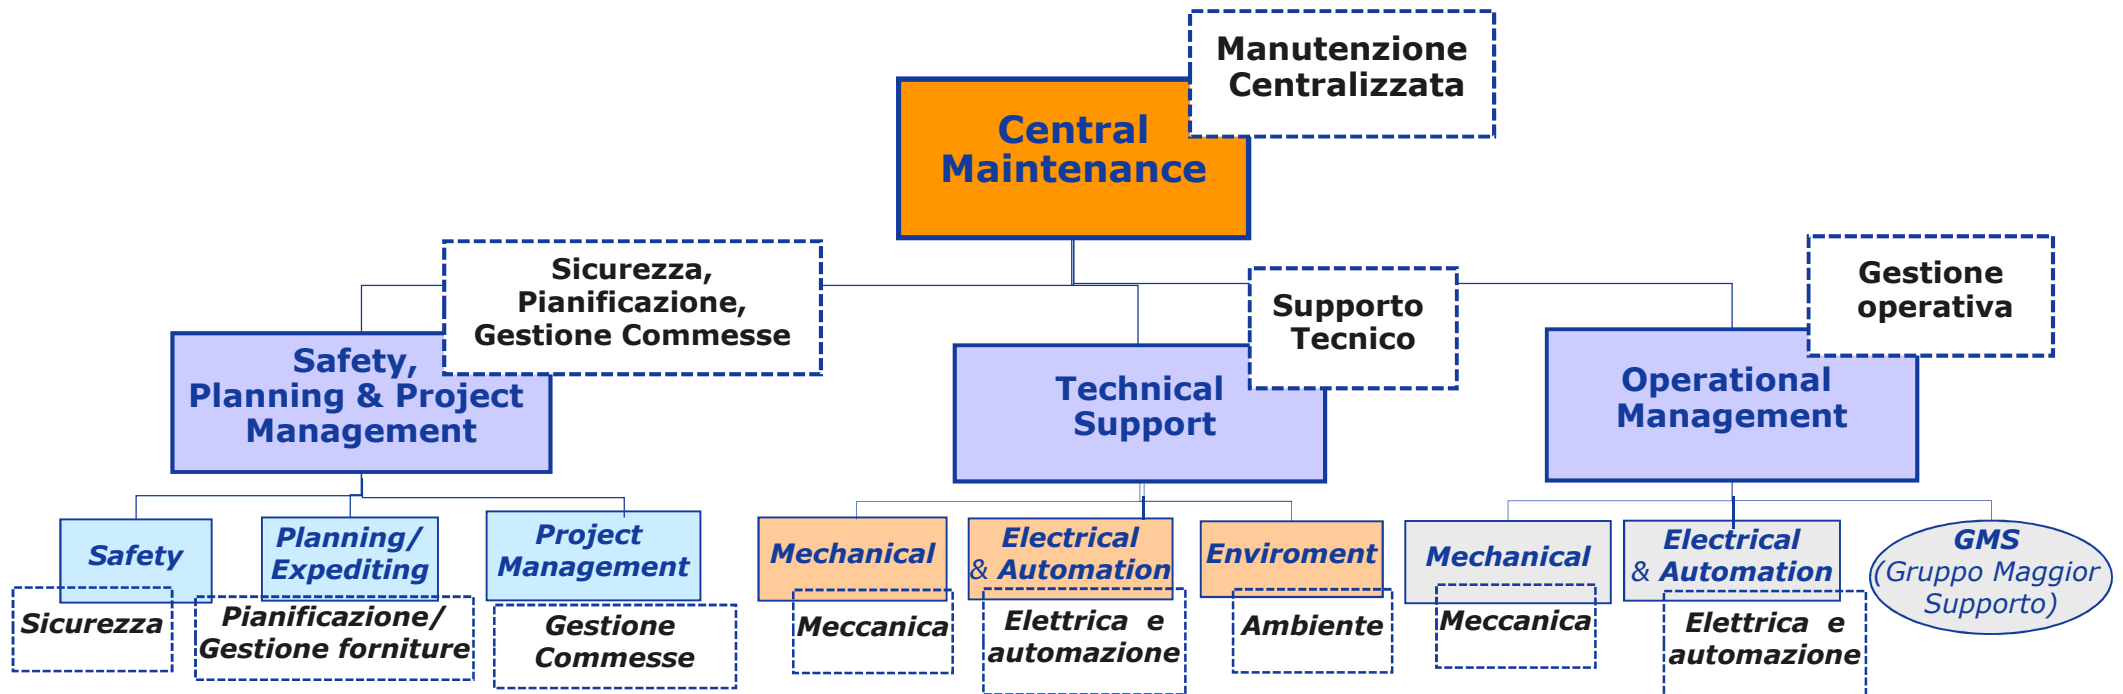 Manutenzione
Centralizzata
Central
Maintenance
Sicurezza,
Pianificazione,
Gestione Commesse
Safety,
Planning & Project
Management
Supporto
Tecnico
Technical
Support
Gestione
operativa
Operational
Management
Safety
Sicurezza
Planning/
Expediting
Pianificazione/
Gestione forniture
Project
Management
Gestione
Commesse
Mechanical
Meccanica
Electrical
& Automation
Elettrica e
automazione
Enviroment
Ambiente
Mechanical
Meccanica
Electrical
& Automation
Elettrica e
automazione
GMS
(Gruppo Maggior
Supporto)